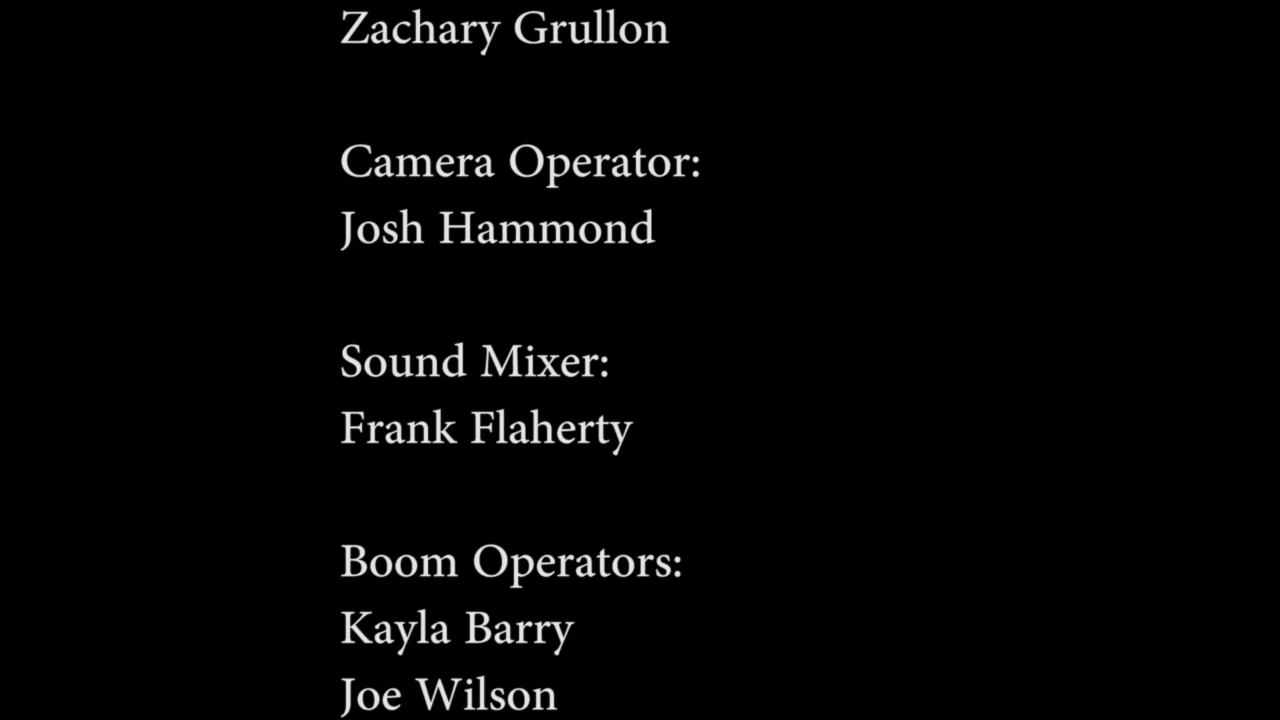 Zachary Grullon
Camera Operator:
Josh Hammond
Sound Mixer:
Frank Flaherty
Boom Operators:
Kayla Barry
Joe Wilson